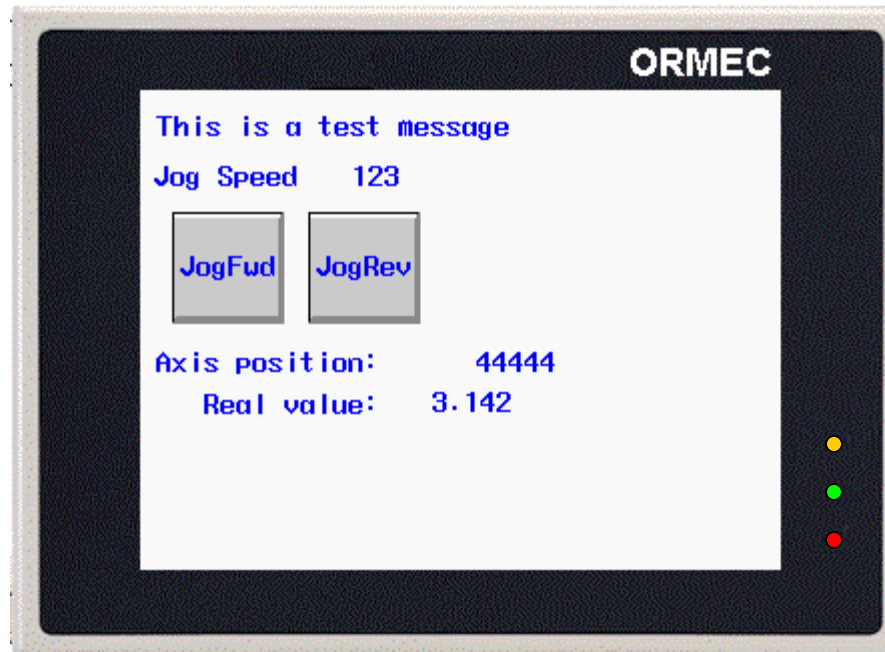 ORMEC
This is a test message
Jog Speed 123
JogFwd JogRev
Axis position: 44444
Real value: 3.142